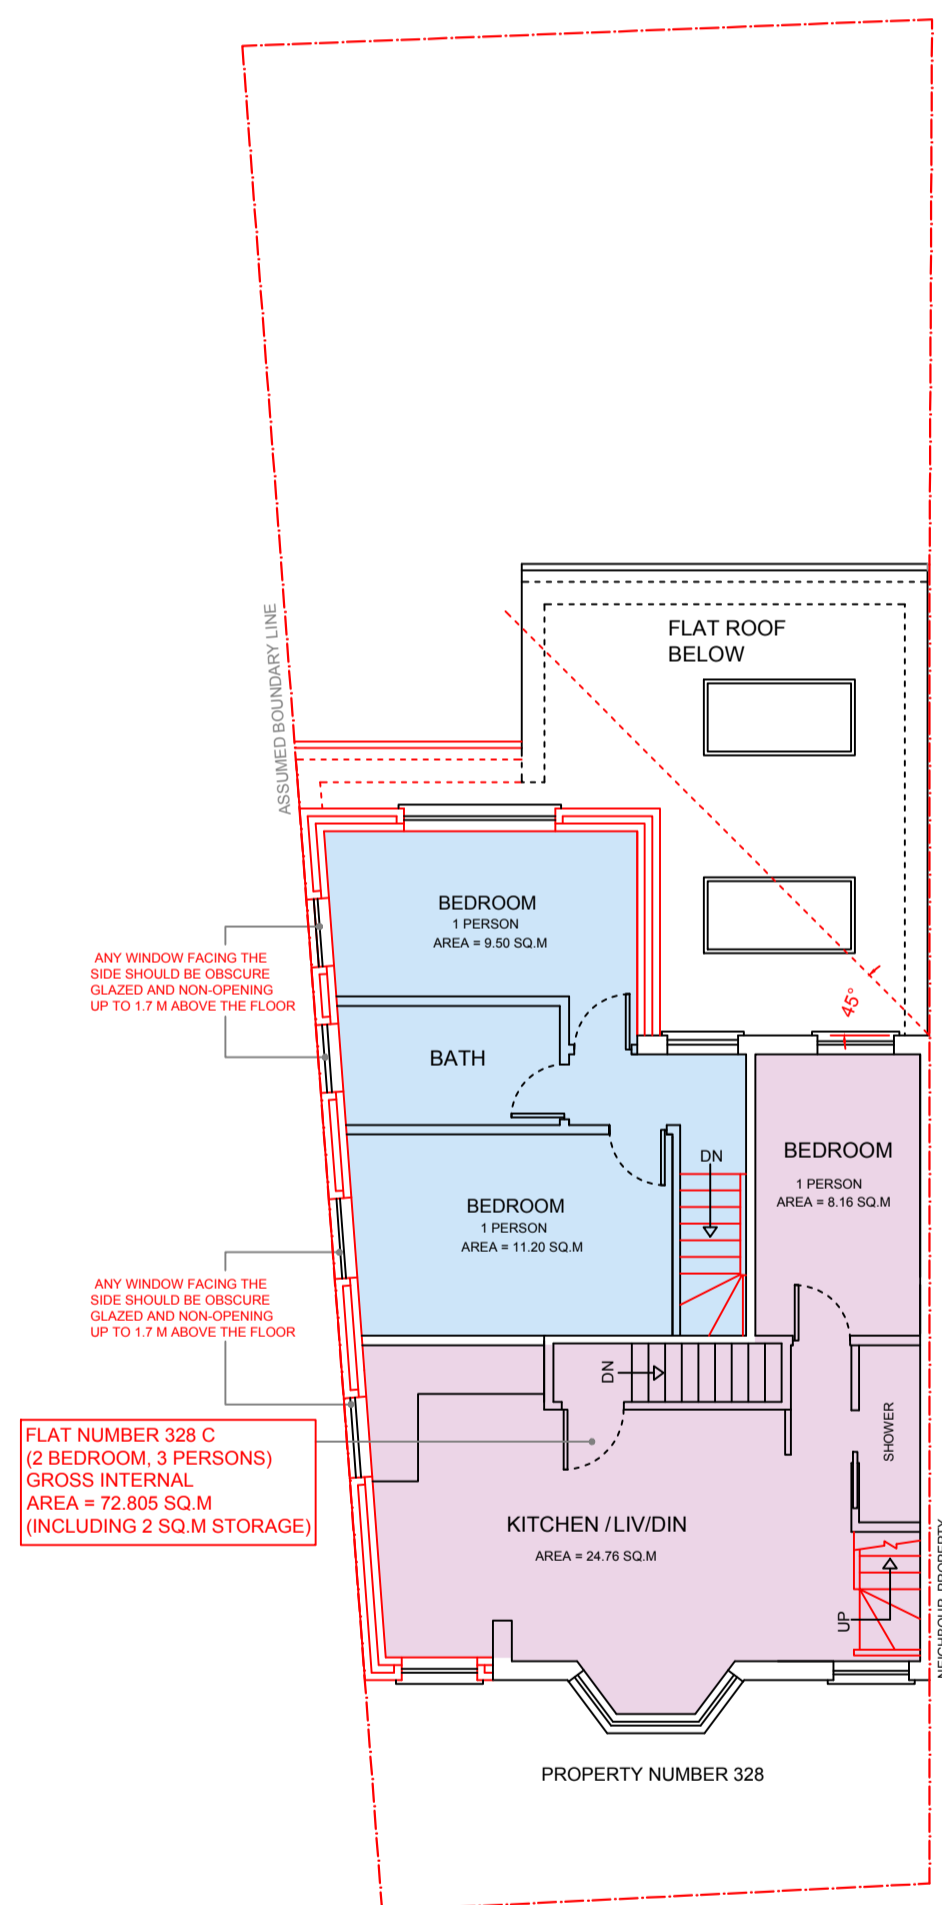 FLAT ROOF
BELOW
ASSUMED BOUNDARY LINE
BEDROOM
1 PERSON
AREA = 9.50 SQ.M
ANY WINDOW FACING THE
SIDE SHOULD BE OBSCURE
GLAZED AND NON-OPENING
UP TO 1.7 M ABOVE THE FLOOR
45°
BATH
BEDROOM
1 PERSON
AREA = 8.16 SQ.M
DN
BEDROOM
1 PERSON
AREA = 11.20 SQ.M
ANY WINDOW FACING THE
SIDE SHOULD BE OBSCURE
GLAZED AND NON-OPENING
UP TO 1.7 M ABOVE THE FLOOR
DN
SHOWER
FLAT NUMBER 328 C
(2 BEDROOM, 3 PERSONS)
GROSS INTERNAL
AREA = 72.805 SQ.M
(INCLUDING 2 SQ.M STORAGE)
KITCHEN /LIV/DIN
AREA = 24.76 SQ.M
UP
NEIGHBOUR PROPERTY
PROPERTY NUMBER 328